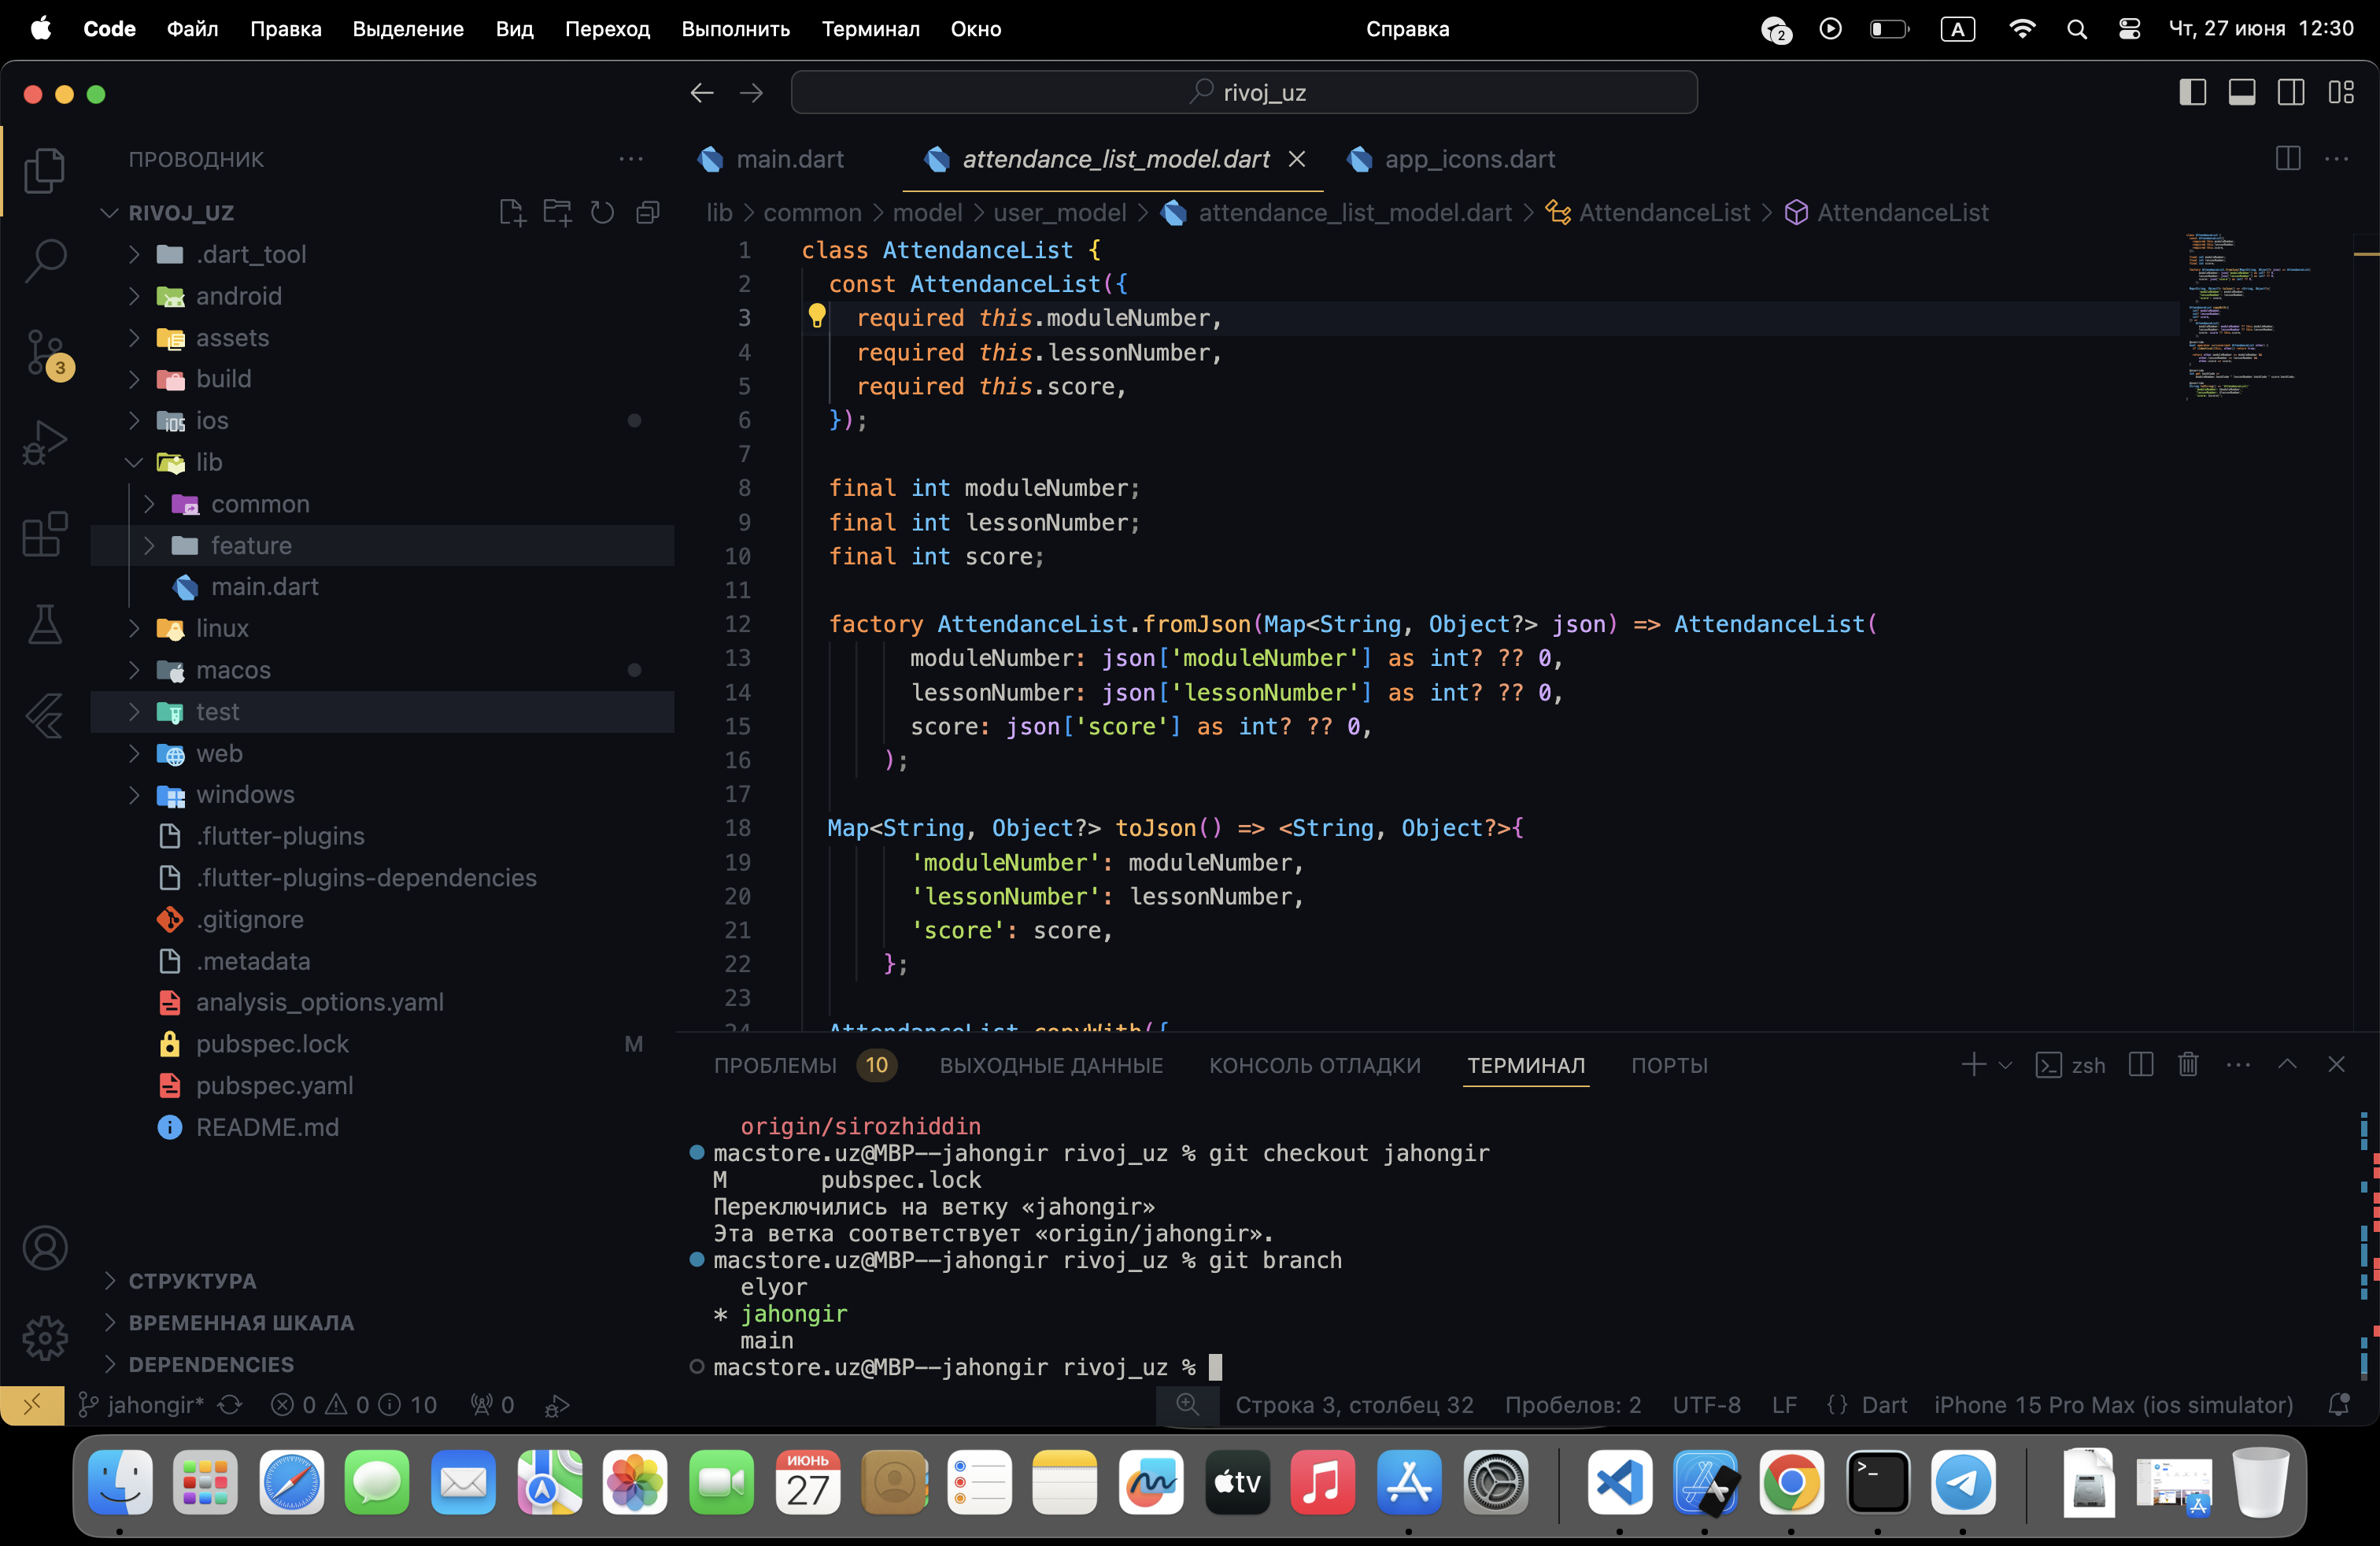 Code Файл Правка Выделение Вид Переход Выполнить Терминал Окно Справка 2 A Чт, 27 июня 12:30
rivoj_uz
ПРОВОДНИК
RIVOJ_UZ
.dart_tool
android
assets
build
ios
lib
common
feature
main.dart
linux
macos
test
web
windows
.flutter-plugins
.flutter-plugins-dependencies
.gitignore
.metadata
analysis_options.yaml
pubspec.lock M
pubspec.yaml
README.md
СТРУКТУРА
ВРЕМЕННАЯ ШКАЛА
DEPENDENCIES
3
main.dart attendance_list_model.dart app_icons.dart
lib > common > model > user_model > attendance_list_model.dart > AttendanceList > AttendanceList
1 class AttendanceList {
2 const AttendanceList({
3 required this.moduleNumber,
4 required this.lessonNumber,
5 required this.score,
6 });
7
8 final int moduleNumber;
9 final int lessonNumber;
10 final int score;
11
12 factory AttendanceList.fromJson(Map<String, Object?> json) => AttendanceList(
13 moduleNumber: json['moduleNumber'] as int? ?? 0,
14 lessonNumber: json['lessonNumber'] as int? ?? 0,
15 score: json['score'] as int? ?? 0,
16 );
17
18 Map<String, Object?> toJson() => <String, Object?>{
19 'moduleNumber': moduleNumber,
20 'lessonNumber': lessonNumber,
21 'score': score,
22 };
23
24 AttendanceList copyWith({
ПРОБЛЕМЫ 10 ВЫХОДНЫЕ ДАННЫЕ КОНСОЛЬ ОТЛАДКИ ТЕРМИНАЛ ПОРТЫ zsh
origin/sirozhiddin
macstore.uz@MBP--jahongir rivoj_uz % git checkout jahongir
M pubspec.lock
Переключились на ветку «jahongir»
Эта ветка соответствует «origin/jahongir».
macstore.uz@MBP--jahongir rivoj_uz % git branch
elyor
* jahongir
main
macstore.uz@MBP--jahongir rivoj_uz %
jahongir* 0 0 10 0 Строка 3, столбец 32 Пробелов: 2 UTF-8 LF {} Dart iPhone 15 Pro Max (ios simulator)
ИЮНЬ
27
tv